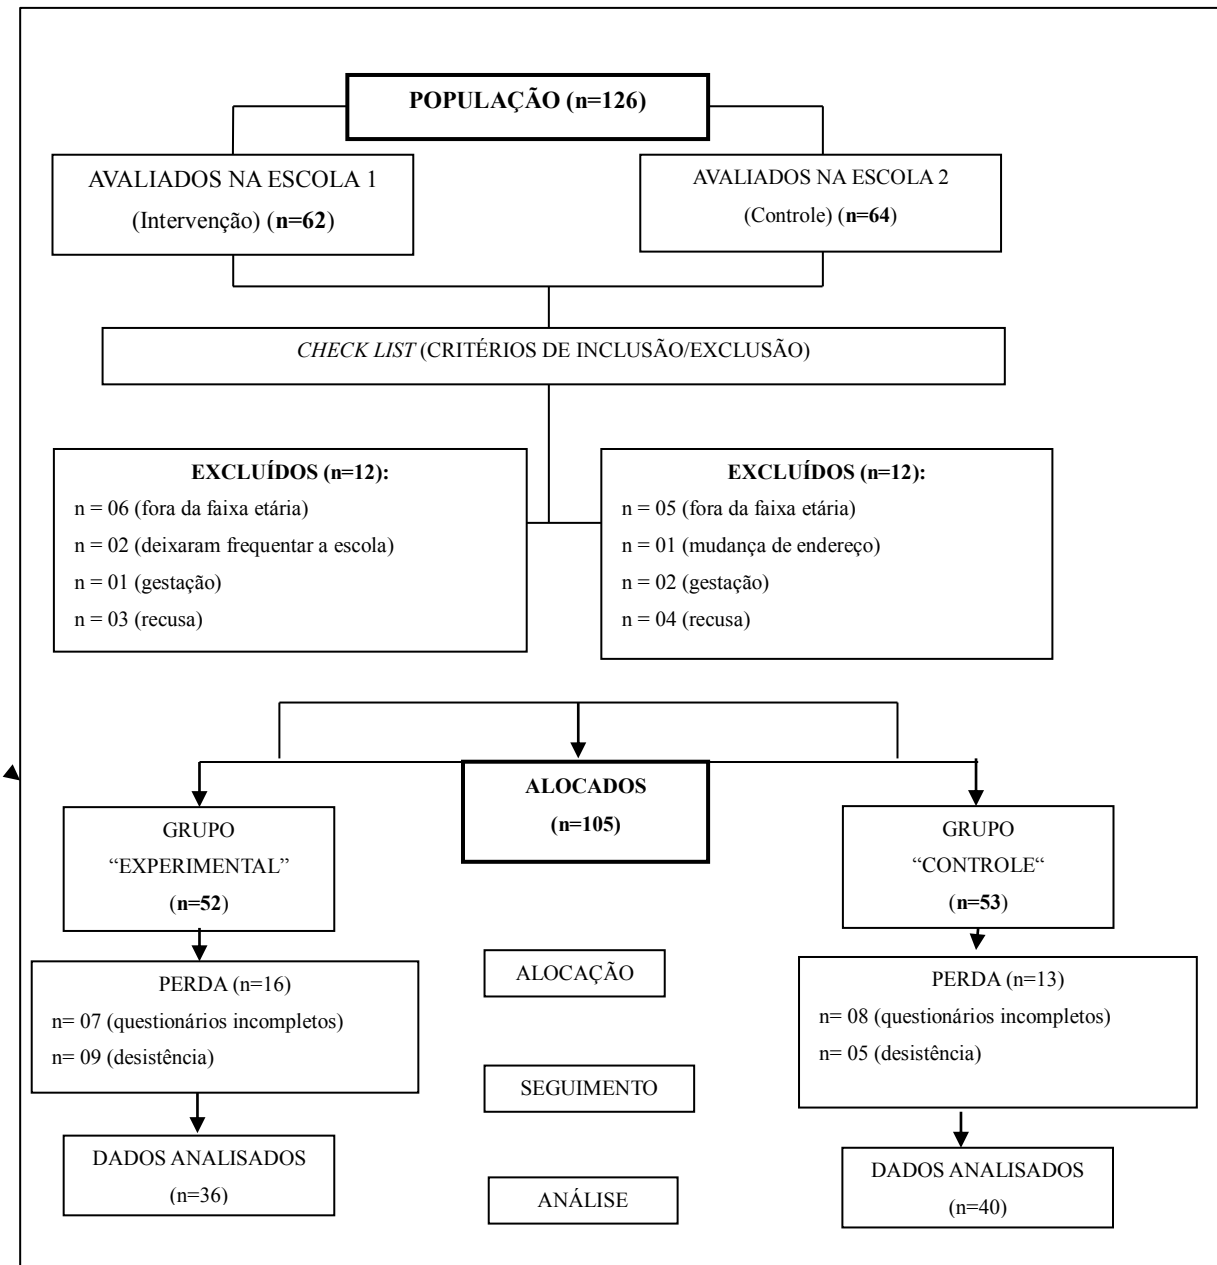 POPULAÇÃO (n=126)
AVALIADOS NA ESCOLA 1
(Intervenção) (n=62)
AVALIADOS NA ESCOLA 2
(Controle) (n=64)
CHECK LIST (CRITÉRIOS DE INCLUSÃO/EXCLUSÃO)
EXCLUÍDOS (n=12):
n = 06 (fora da faixa etária)
n = 02 (deixaram frequentar a escola)
n = 01 (gestação)
n = 03 (recusa)
EXCLUÍDOS (n=12):
n = 05 (fora da faixa etária)
n = 01 (mudança de endereço)
n = 02 (gestação)
n = 04 (recusa)
ALOCADOS
(n=105)
GRUPO
“EXPERIMENTAL”
(n=52)
GRUPO
“CONTROLE“
(n=53)
PERDA (n=16)
n= 07 (questionários incompletos)
n= 09 (desistência)
ALOCAÇÃO
PERDA (n=13)
n= 08 (questionários incompletos)
n= 05 (desistência)
SEGUIMENTO
DADOS ANALISADOS
(n=36)
ANÁLISE
DADOS ANALISADOS
(n=40)